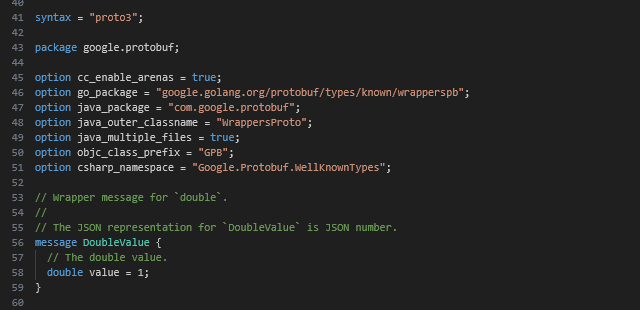 40
41 syntax = "proto3";
42
43 package google.protobuf;
44
45 option cc_enable_arenas = true;
46 option go_package = "google.golang.org/protobuf/types/known/wrapperspb";
47 option java_package = "com.google.protobuf";
48 option java_outer_classname = "WrappersProto";
49 option java_multiple_files = true;
50 option objc_class_prefix = "GPB";
51 option csharp_namespace = "Google.Protobuf.WellKnownTypes";
52
53 // Wrapper message for `double`.
54 //
55 // The JSON representation for `DoubleValue` is JSON number.
56 message DoubleValue {
57   // The double value.
58   double value = 1;
59 }
60